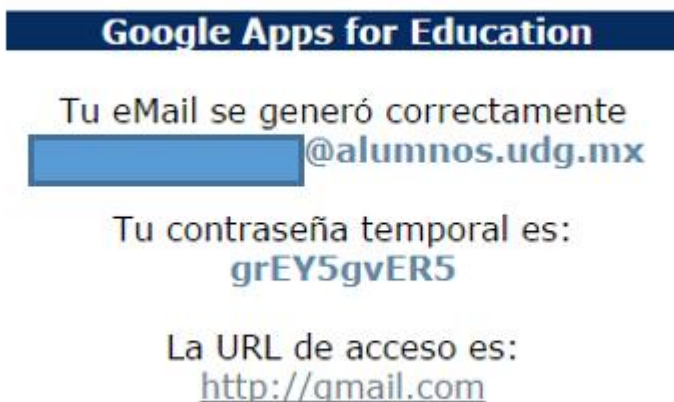 Google Apps for Education
Tu eMail se generó correctamente
@alumnos.udg.mx
Tu contraseña temporal es:
grEY5gvER5
La URL de acceso es:
http://gmail.com